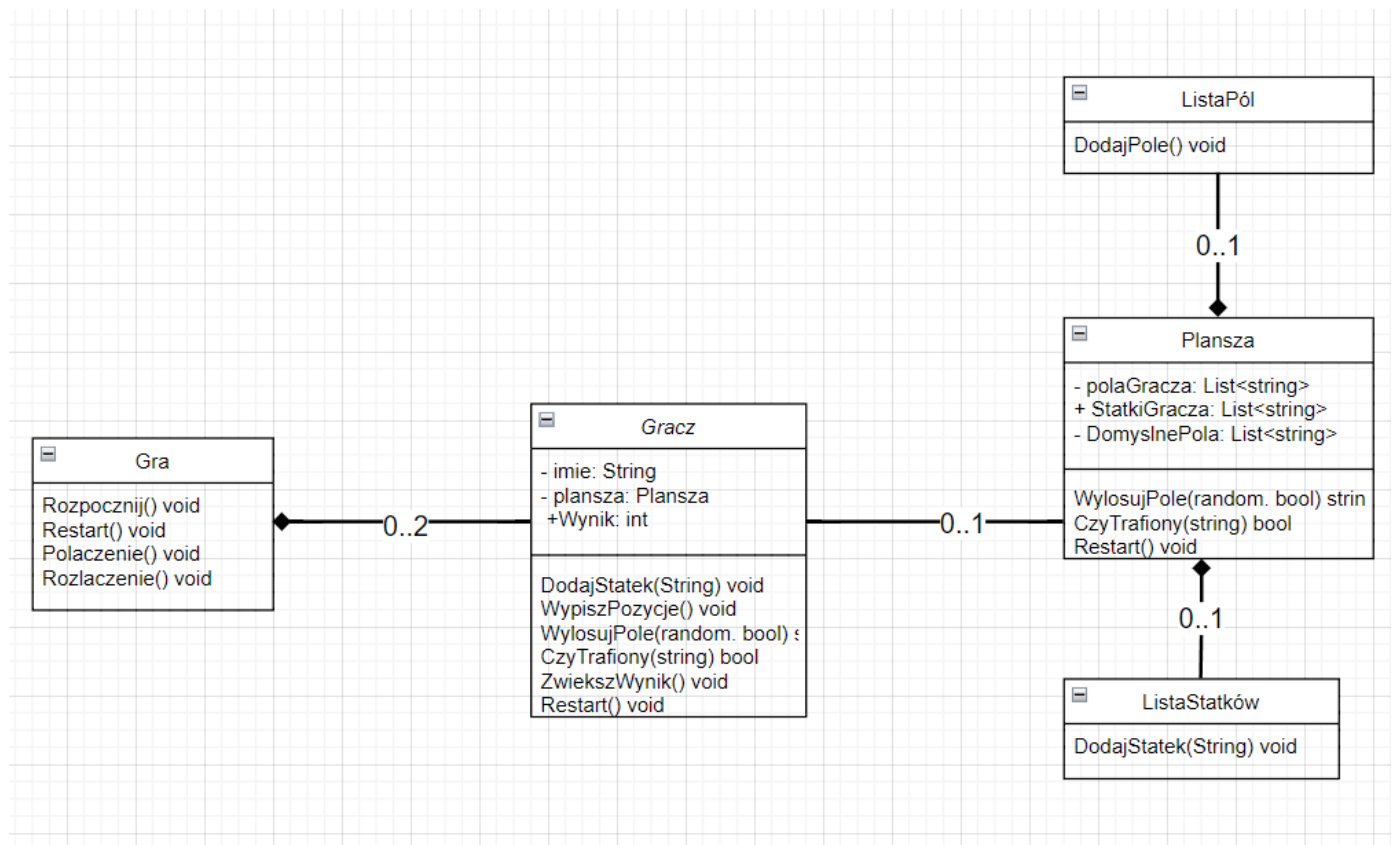 ListaPól
DodajPole() void
0..1
Plansza
- polaGracza: List<string>
+ StatkiGracza: List<string>
- DomyslnePola: List<string>
WylosujPole(random. bool) strin
CzyTrafiony(string) bool
Restart() void
Gracz
- imie: String
- plansza: Plansza
+Wynik: int
DodajStatek(String) void
WypiszPozycje() void
WylosujPole(random. bool) s
CzyTrafiony(string) bool
ZwiekszWynik() void
Restart() void
Gra
Rozpocznij() void
Restart() void
Polaczenie() void
Rozlaczenie() void
0..2
0..1
0..1
ListaStatków
DodajStatek(String) void